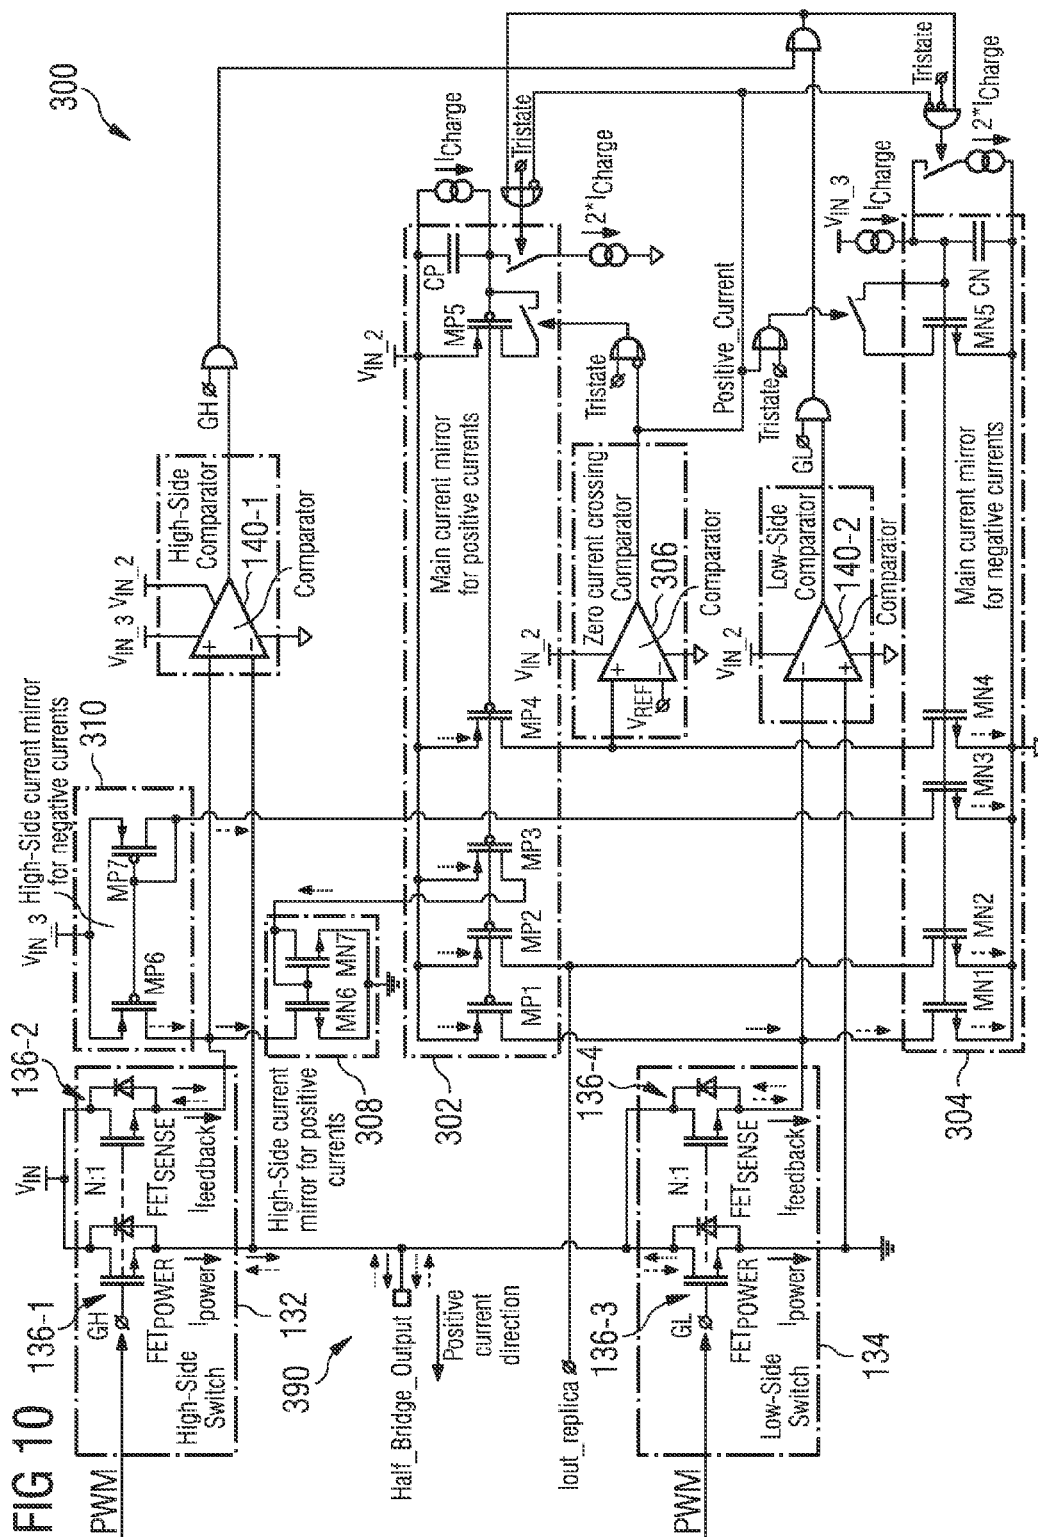 FIG 10
300
PWM
136-1
GH
FETPOWER
Ipower
High-Side
Switch
132
VIN
136-2
N:1
FETSENSE
Ifeedback
VIN_3
High-Side current mirror
for negative currents
310
MP6
MP7
VIN_3
VIN_2
High-Side
Comparator
140-1
Comparator
+
−
GH
390
Half_Bridge_Output
Positive
current
direction
High-Side current
mirror for positive
currents
308
MN6
MN7
302
MP1
MP2
MP3
MP4
Main current mirror
for positive currents
VIN_2
MP5
CP
ICharge
Tristate
2*ICharge
Iout_replica
VIN_2
Zero current crossing
Comparator
306
Comparator
VREF
+
−
Tristate
Positive_Current
Tristate
PWM
136-3
GL
FETPOWER
Ipower
Low-Side
Switch
134
136-4
N:1
FETSENSE
Ifeedback
VIN_2
Low-Side
Comparator
140-2
Comparator
−
+
GL
304
MN1
MN2
MN3
MN4
Main current mirror
for negative currents
MN5
CN
VIN_3
ICharge
Tristate
2*ICharge